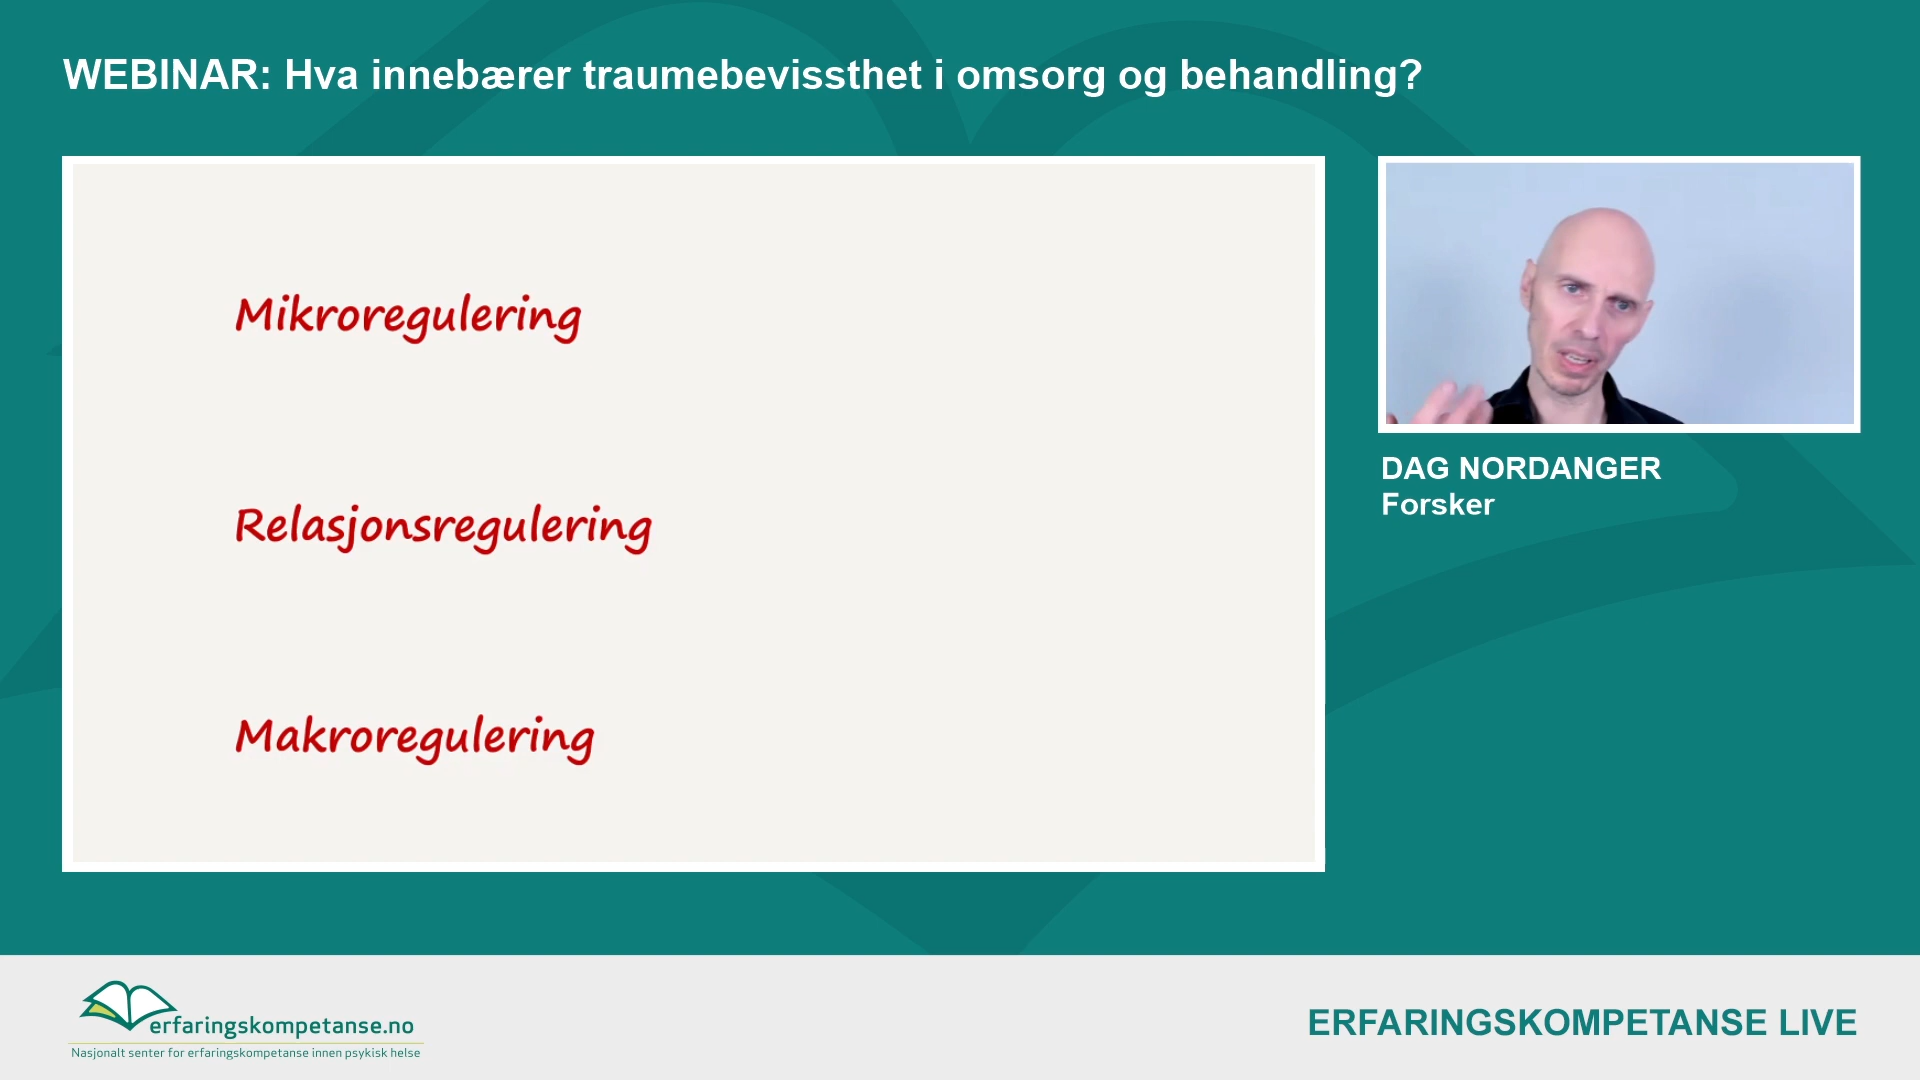 WEBINAR: Hva innebærer traumebevissthet i omsorg og behandling?
Mikroregulering
Relasjonsregulering
Makroregulering
DAG NORDANGER
Forsker
erfaringskompetanse.no
Nasjonalt senter for erfaringskompetanse innen psykisk helse
ERFARINGSKOMPETANSE LIVE